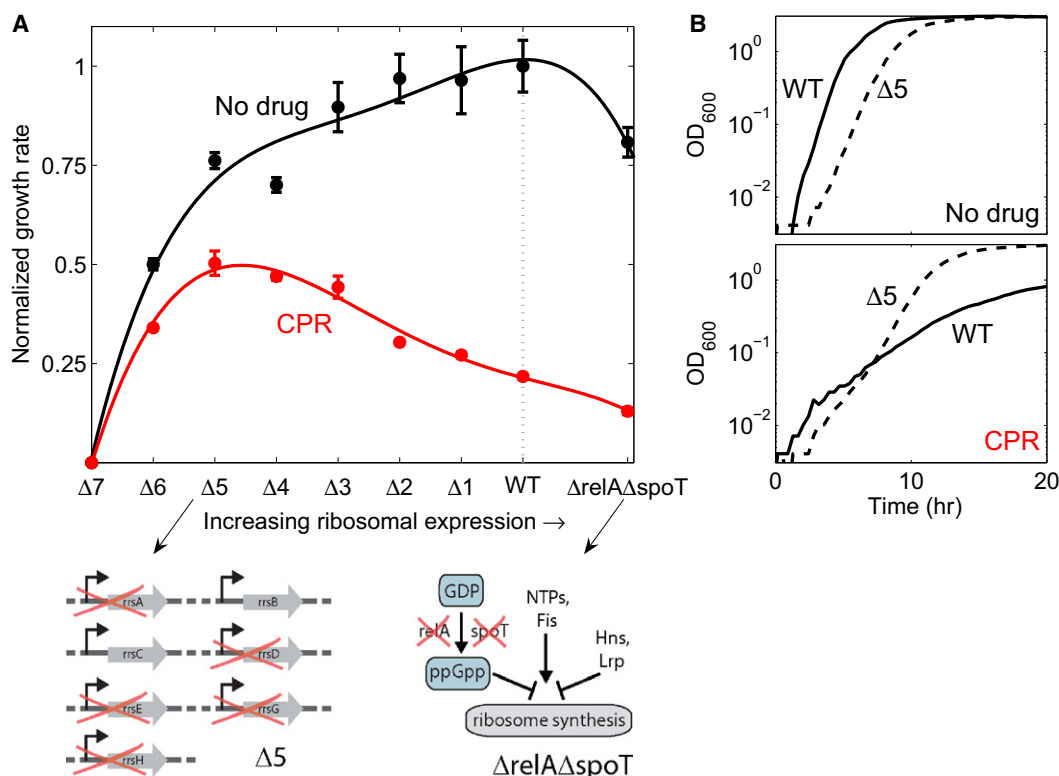 A
Normalized growth rate
1
0.75
0.5
0.25
No drug
CPR
Δ7 Δ6 Δ5 Δ4 Δ3 Δ2 Δ1 WT ΔrelAΔspoT
Increasing ribosomal expression →
B
OD600
10^0
10^-1
10^-2
WT
Δ5
No drug
OD600
10^0
10^-1
10^-2
Δ5
WT
CPR
0 10 20
Time (hr)
rrsA rrsB
rrsC rrsD
rrsE rrsG
rrsH
Δ5
GDP
relA spoT
ppGpp
NTPs,
Fis
Hns,
Lrp
ribosome synthesis
ΔrelAΔspoT